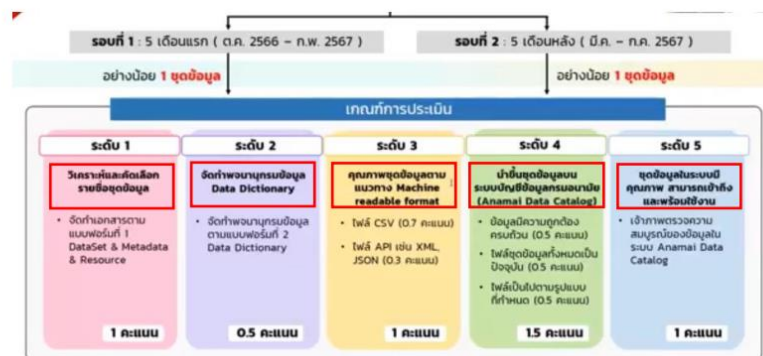 รอบที่ 1 : 5 เดือนแรก ( ต.ค. 2566 – ก.พ. 2567 )
รอบที่ 2 : 5 เดือนหลัง ( มี.ค. - ก.ค. 2567 )
อย่างน้อย 1 ชุดข้อมูล
อย่างน้อย 1 ชุดข้อมูล
เกณฑ์การประเมิน
ระดับ 1
วิเคราะห์และคัดเลือก
รายชื่อชุดข้อมูล
• จัดทำเอกสารตาม
แบบฟอร์มที่ 1
DataSet & Metadata
& Resource
1 คะแนน
ระดับ 2
จัดทำพจนานุกรมข้อมูล
Data Dictionary
• จัดทำพจนานุกรมข้อมูล
ตามแบบฟอร์มที่ 2
Data Dictionary
0.5 คะแนน
ระดับ 3
คุณภาพชุดข้อมูลตาม
แนวทาง Machine
readable format
• ไฟล์ CSV (0.7 คะแนน)
• ไฟล์ API เช่น XML,
JSON (0.3 คะแนน)
1 คะแนน
ระดับ 4
นำขึ้นชุดข้อมูลบน
ระบบบัญชีข้อมูลกรมอนามัย
(Anamai Data Catalog)
• ข้อมูลมีความถูกต้อง
ครบถ้วน (0.5 คะแนน)
• ไฟล์ชุดข้อมูลทั้งหมดเป็น
ปัจจุบัน (0.5 คะแนน)
• ไฟล์เป็นไปตามรูปแบบ
ที่กำหนด (0.5 คะแนน)
1.5 คะแนน
ระดับ 5
ชุดข้อมูลในระบบมี
คุณภาพ สามารถเข้าถึง
และพร้อมใช้งาน
• เจ้าภาพตรวจความ
สมบูรณ์ของข้อมูลใน
ระบบ Anamai Data
Catalog
1 คะแนน